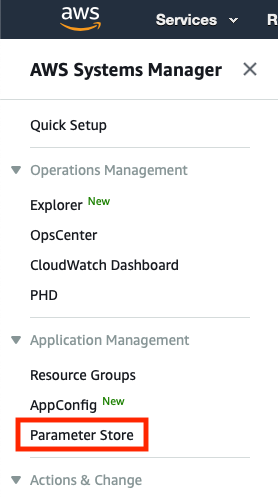 aws Services R
AWS Systems Manager
Quick Setup
Operations Management
Explorer New
OpsCenter
CloudWatch Dashboard
PHD
Application Management
Resource Groups
AppConfig New
Parameter Store
Actions & Change